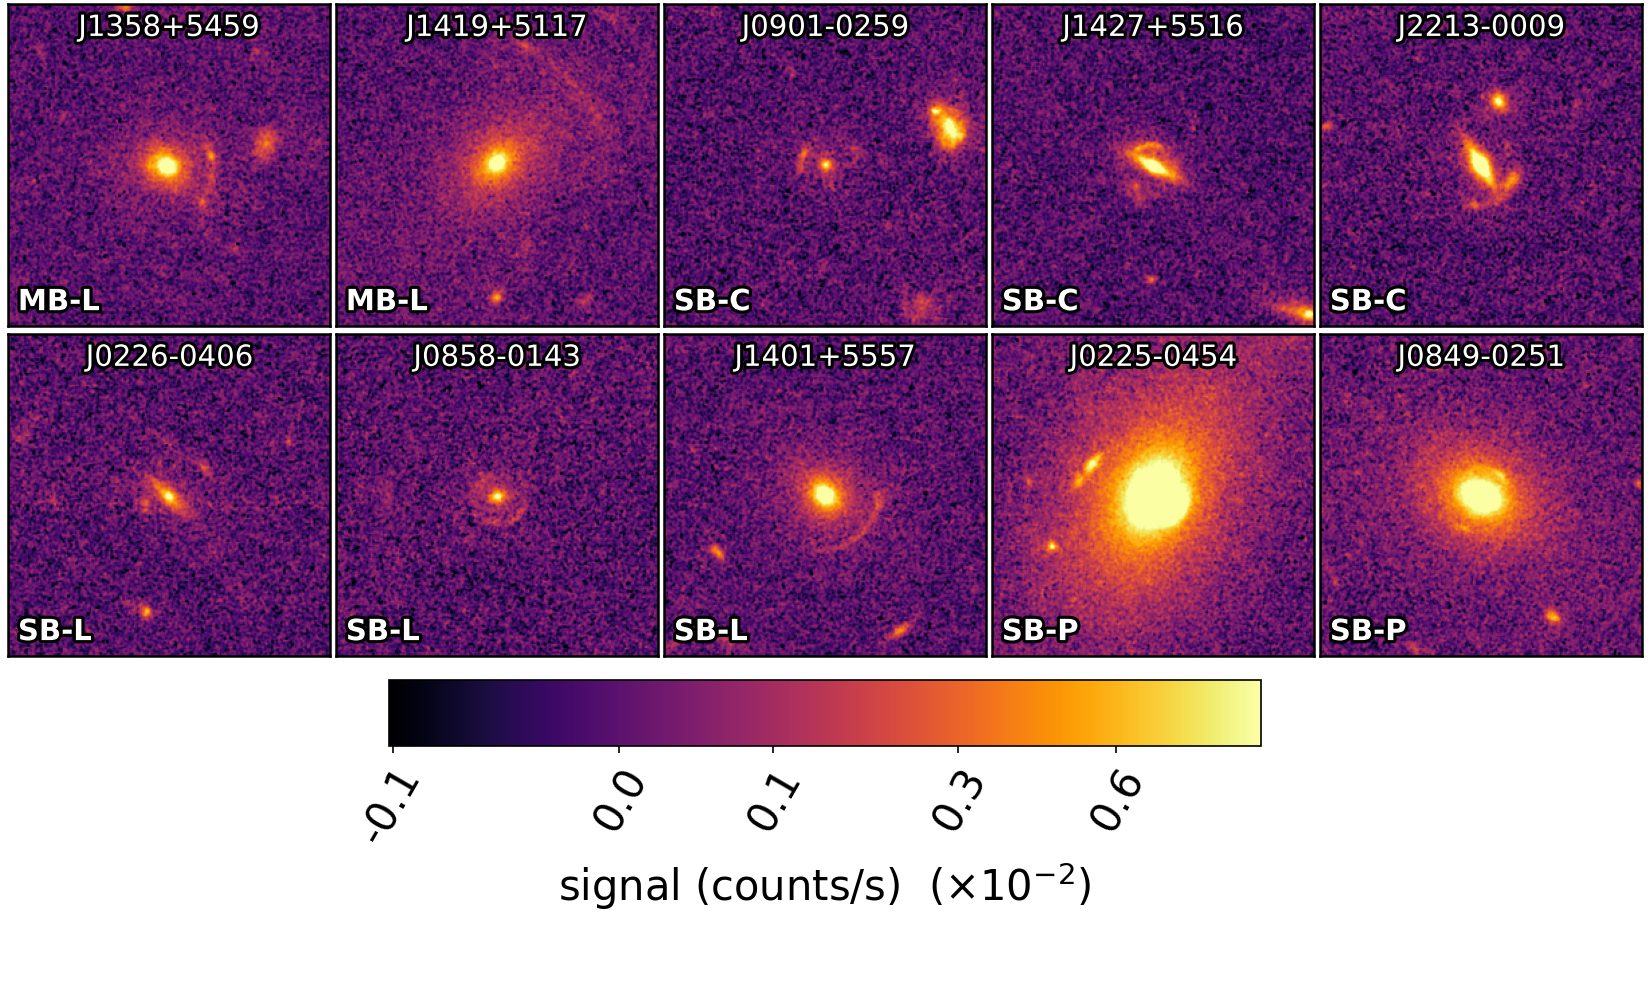 J1358+5459
J1419+5117
J0901-0259
J1427+5516
J2213-0009
MB-L
MB-L
SB-C
SB-C
SB-C
J0226-0406
J0858-0143
J1401+5557
J0225-0454
J0849-0251
SB-L
SB-L
SB-L
SB-P
SB-P
-0.1
0.0
0.1
0.3
0.6
signal (counts/s) (×10⁻²)